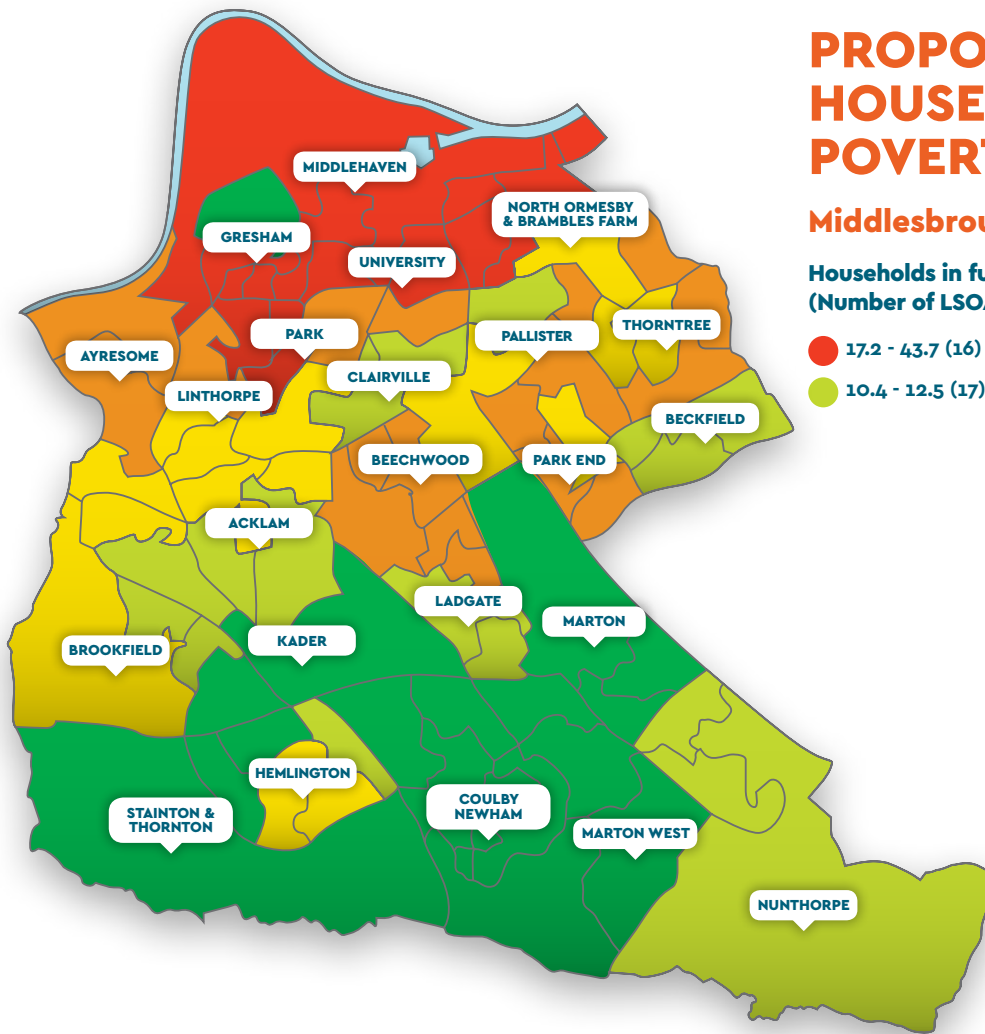 PROPO
HOUSE
POVERT
Middlesbrou
Households in fu
(Number of LSOA
17.2 - 43.7 (16)
10.4 - 12.5 (17)
MIDDLEHAVEN
NORTH ORMESBY
& BRAMBLES FARM
GRESHAM
UNIVERSITY
PARK
PALLISTER
THORNTREE
AYRESOME
CLAIRVILLE
LINTHORPE
BECKFIELD
BEECHWOOD
PARK END
ACKLAM
LADGATE
MARTON
KADER
BROOKFIELD
HEMLINGTON
COULBY
NEWHAM
STAINTON &
THORNTON
MARTON WEST
NUNTHORPE